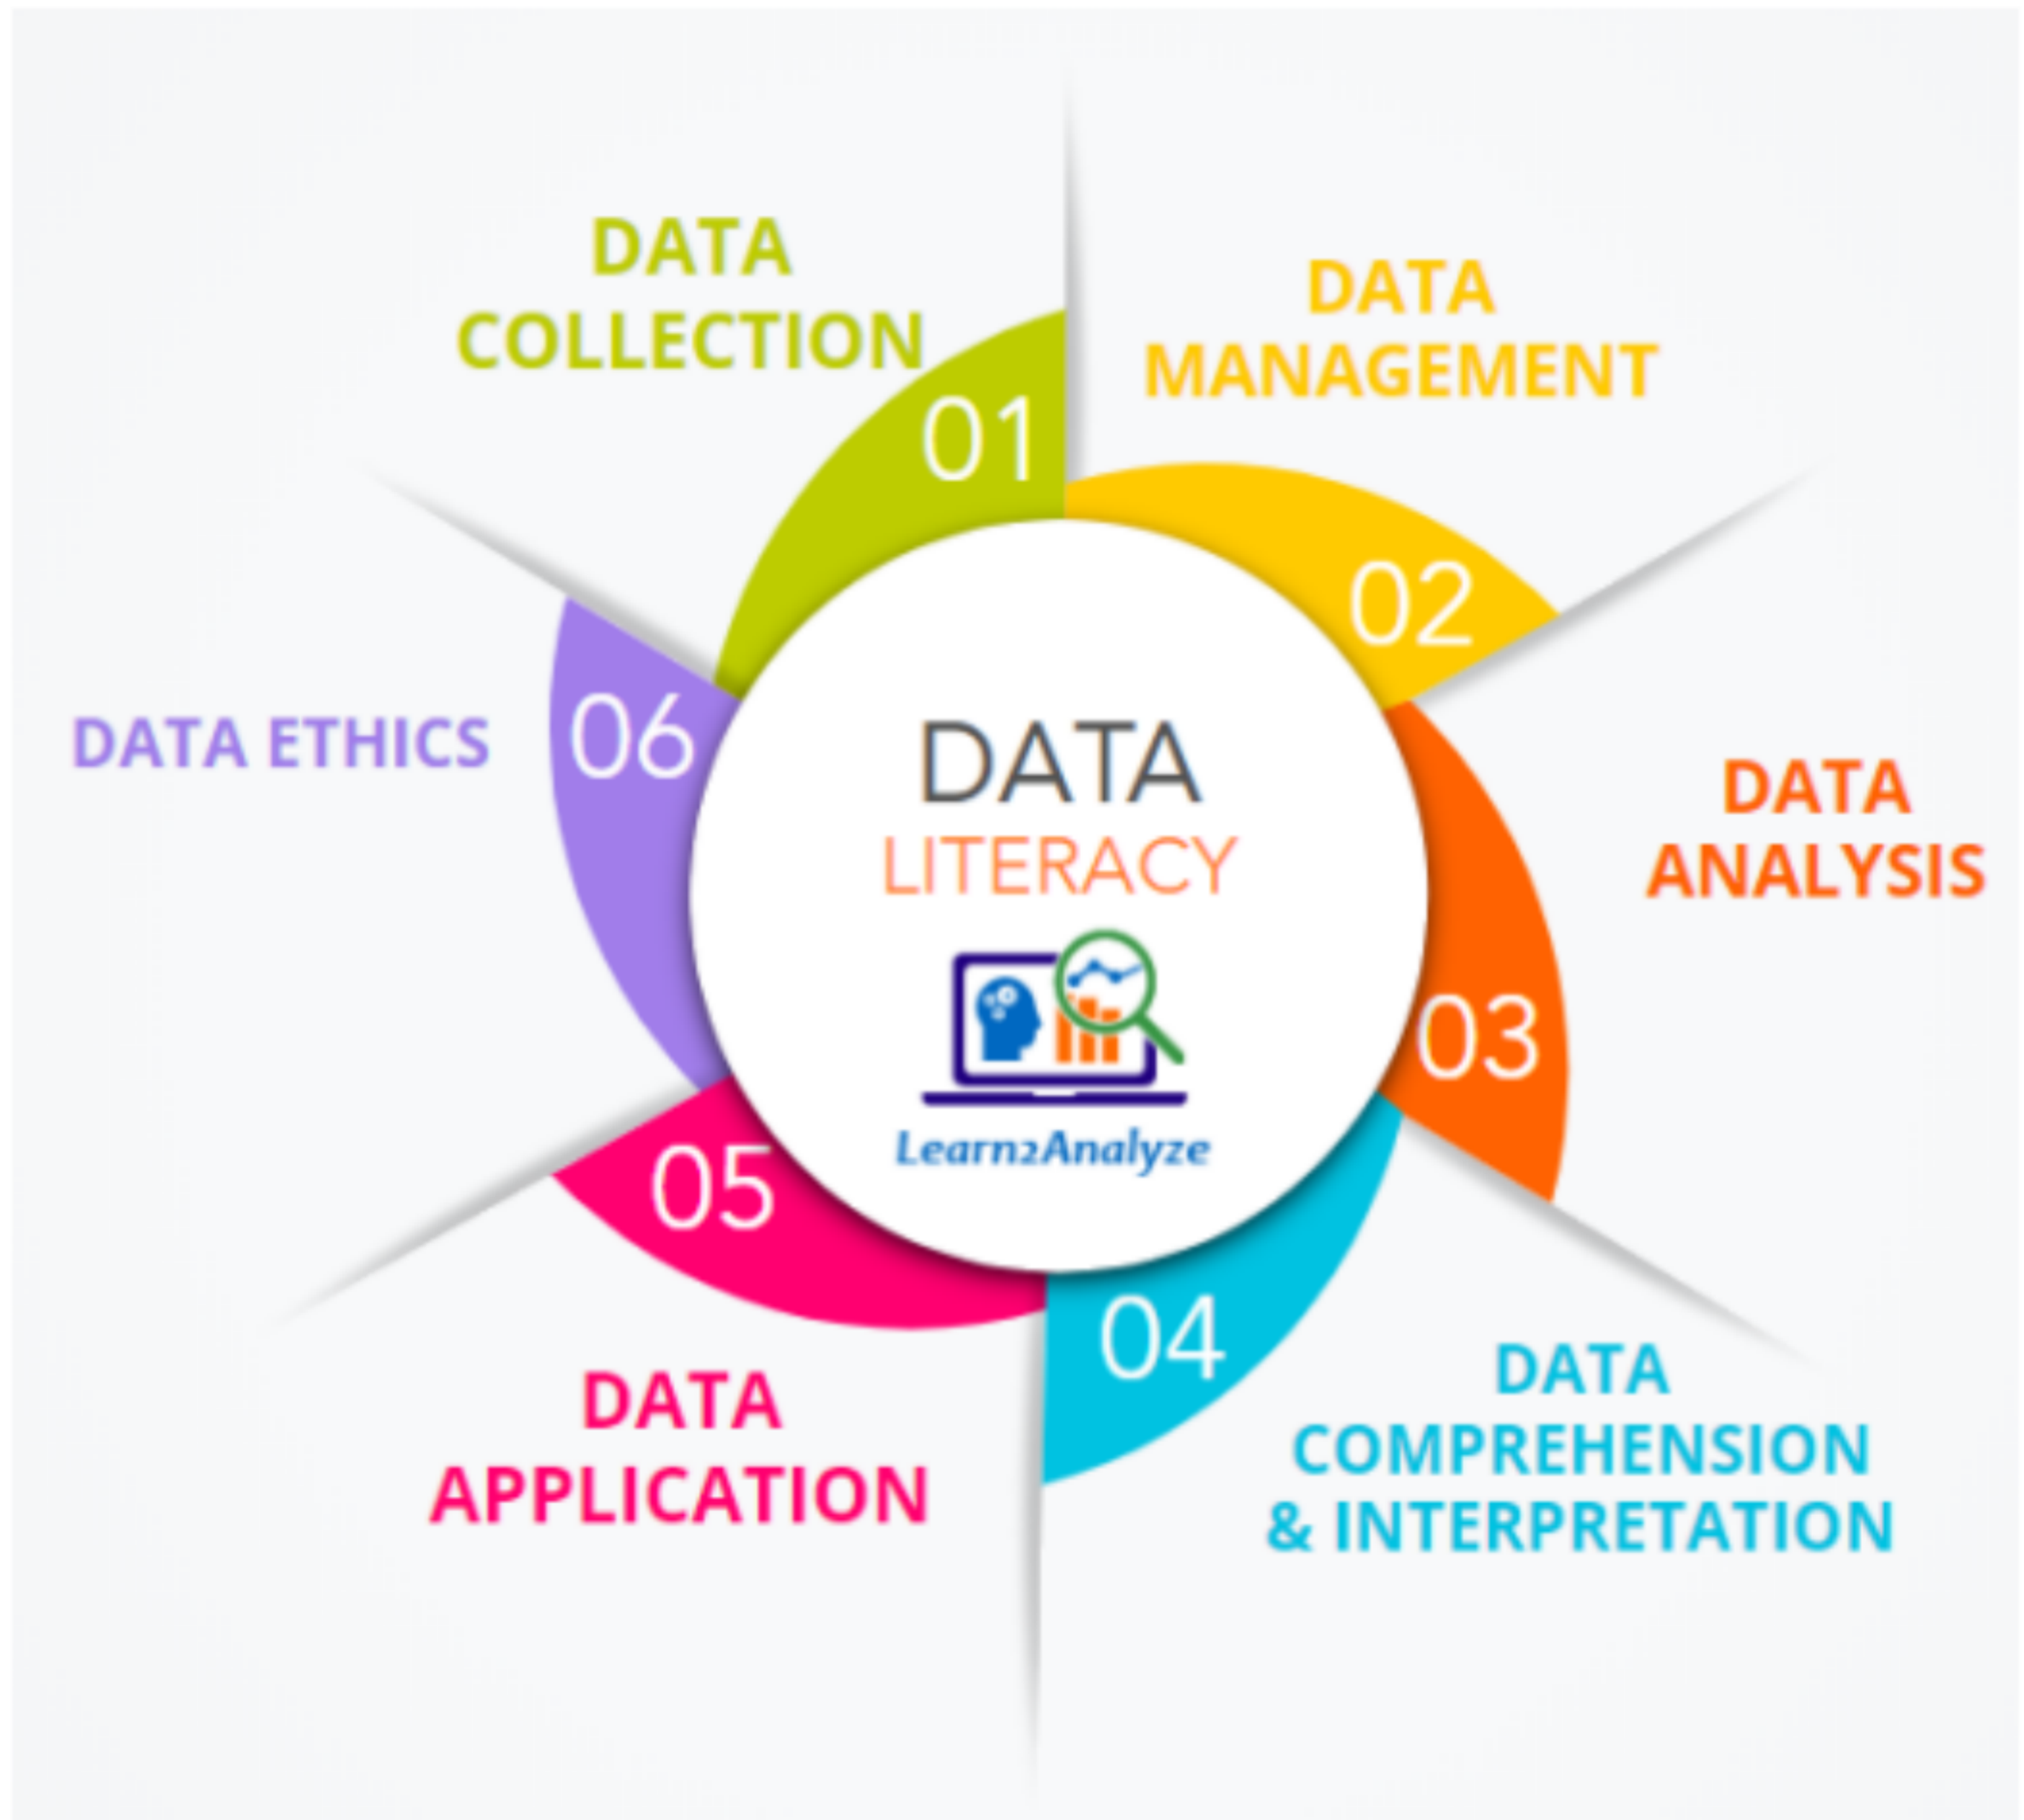 DATA
COLLECTION
01
DATA
MANAGEMENT
02
DATA
ANALYSIS
03
DATA
COMPREHENSION
& INTERPRETATION
04
DATA
APPLICATION
05
DATA ETHICS
06
DATA
LITERACY
Learn2Analyze